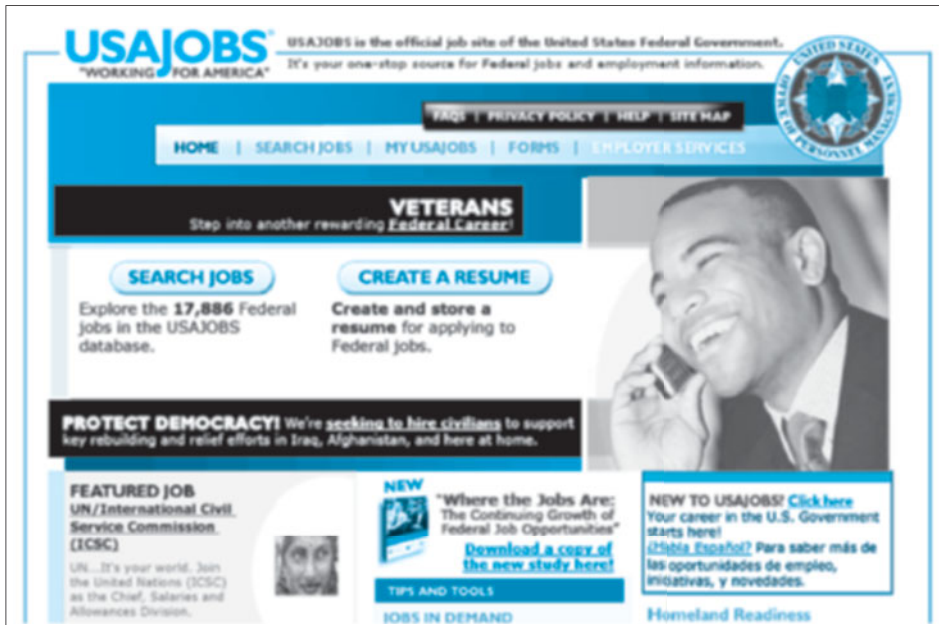 USAJOBS
"WORKING FOR AMERICA"
USAJOBS is the official job site of the United States Federal Government.
It's your one-stop source for Federal jobs and employment information.
UNITED STATES
OFFICE OF PERSONNEL MANAGEMENT
FAQS | PRIVACY POLICY | HELP | SITE MAP
HOME | SEARCH JOBS | MY USAJOBS | FORMS | EMPLOYER SERVICES
VETERANS
Step into another rewarding Federal Career!
SEARCH JOBS
Explore the 17,886 Federal
jobs in the USAJOBS
database.
CREATE A RESUME
Create and store a
resume for applying to
Federal jobs.
PROTECT DEMOCRACY! We're seeking to hire civilians to support
key rebuilding and relief efforts in Iraq, Afghanistan, and here at home.
FEATURED JOB
UN/International Civil
Service Commission
(ICSC)
UN...It's your world. Join
the United Nations (ICSC)
as the Chief, Salaries and
Allowances Division.
NEW
"Where the Jobs Are:
The Continuing Growth of
Federal Job Opportunities"
Download a copy of
the new study here!
TIPS AND TOOLS
JOBS IN DEMAND
NEW TO USAJOBS? Click here
Your career in the U.S. Government
starts here!
¿Habla Español? Para saber más de
las oportunidades de empleo,
iniciativas, y novedades.
Homeland Readiness